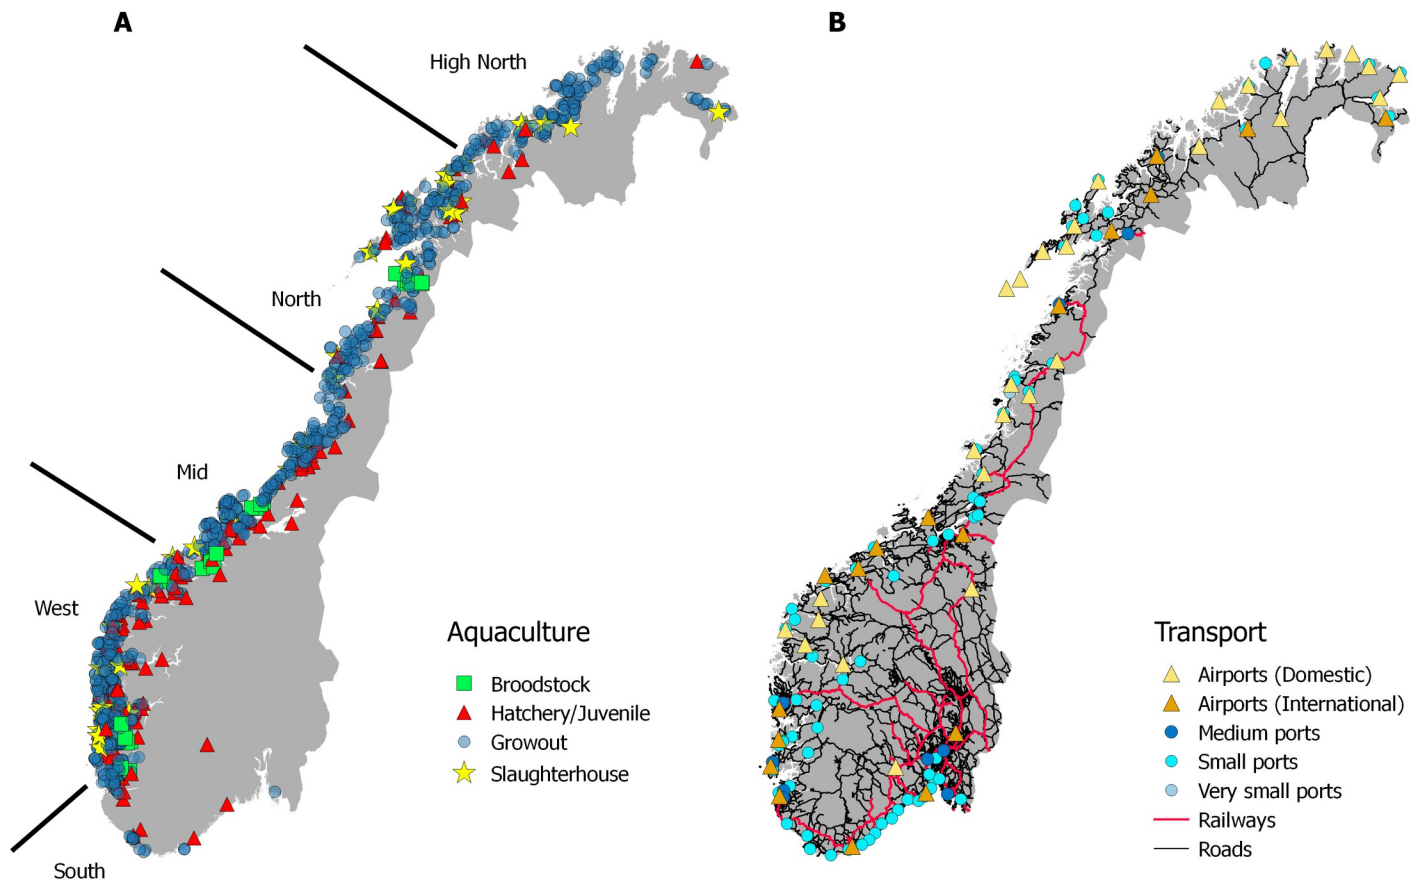 A
B
High North
North
Mid
West
South
Aquaculture
Broodstock
Hatchery/Juvenile
Growout
Slaughterhouse
Transport
Airports (Domestic)
Airports (International)
Medium ports
Small ports
Very small ports
Railways
Roads